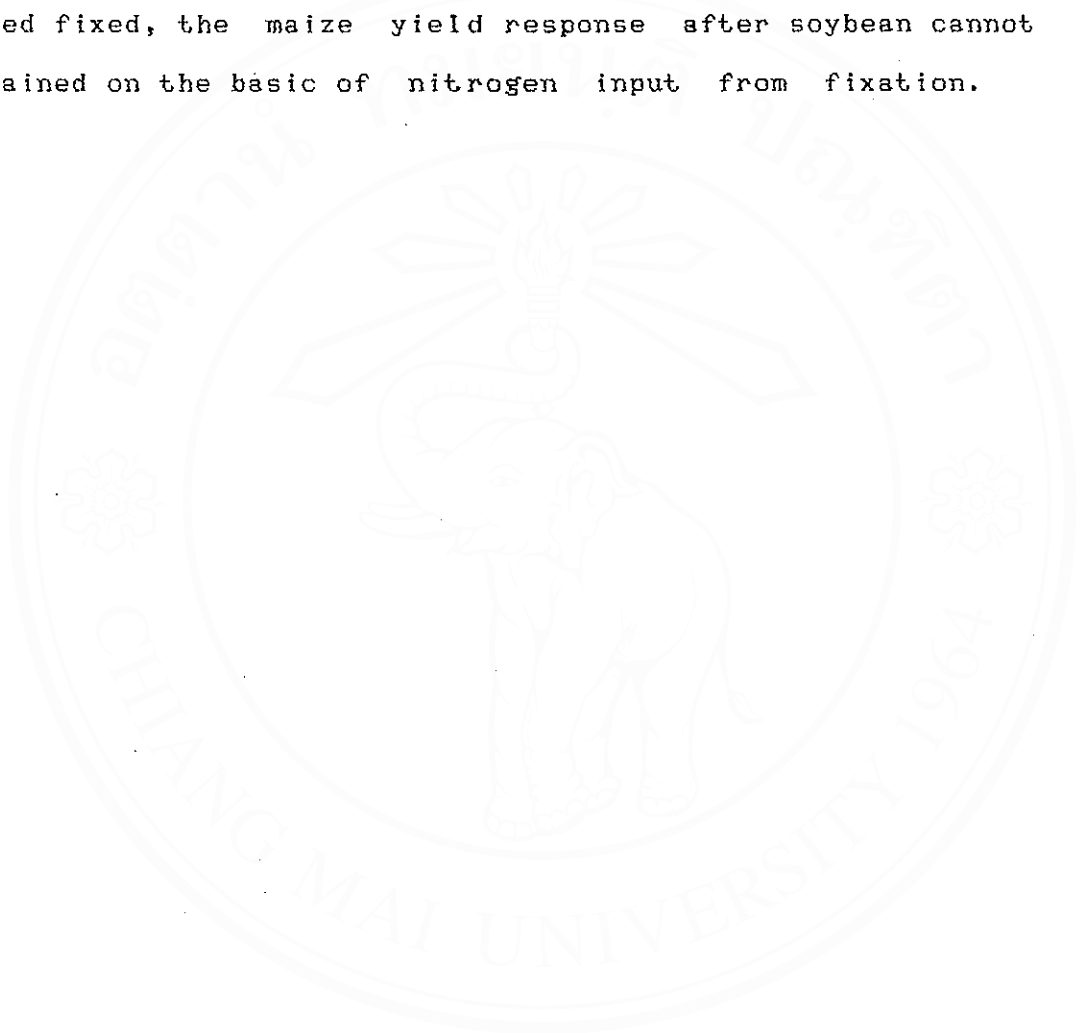 ed fixed, the maize yield response after soybean cannot
ained on the basic of nitrogen input from fixation.
CHIANG MAI UNIVERSITY 1964